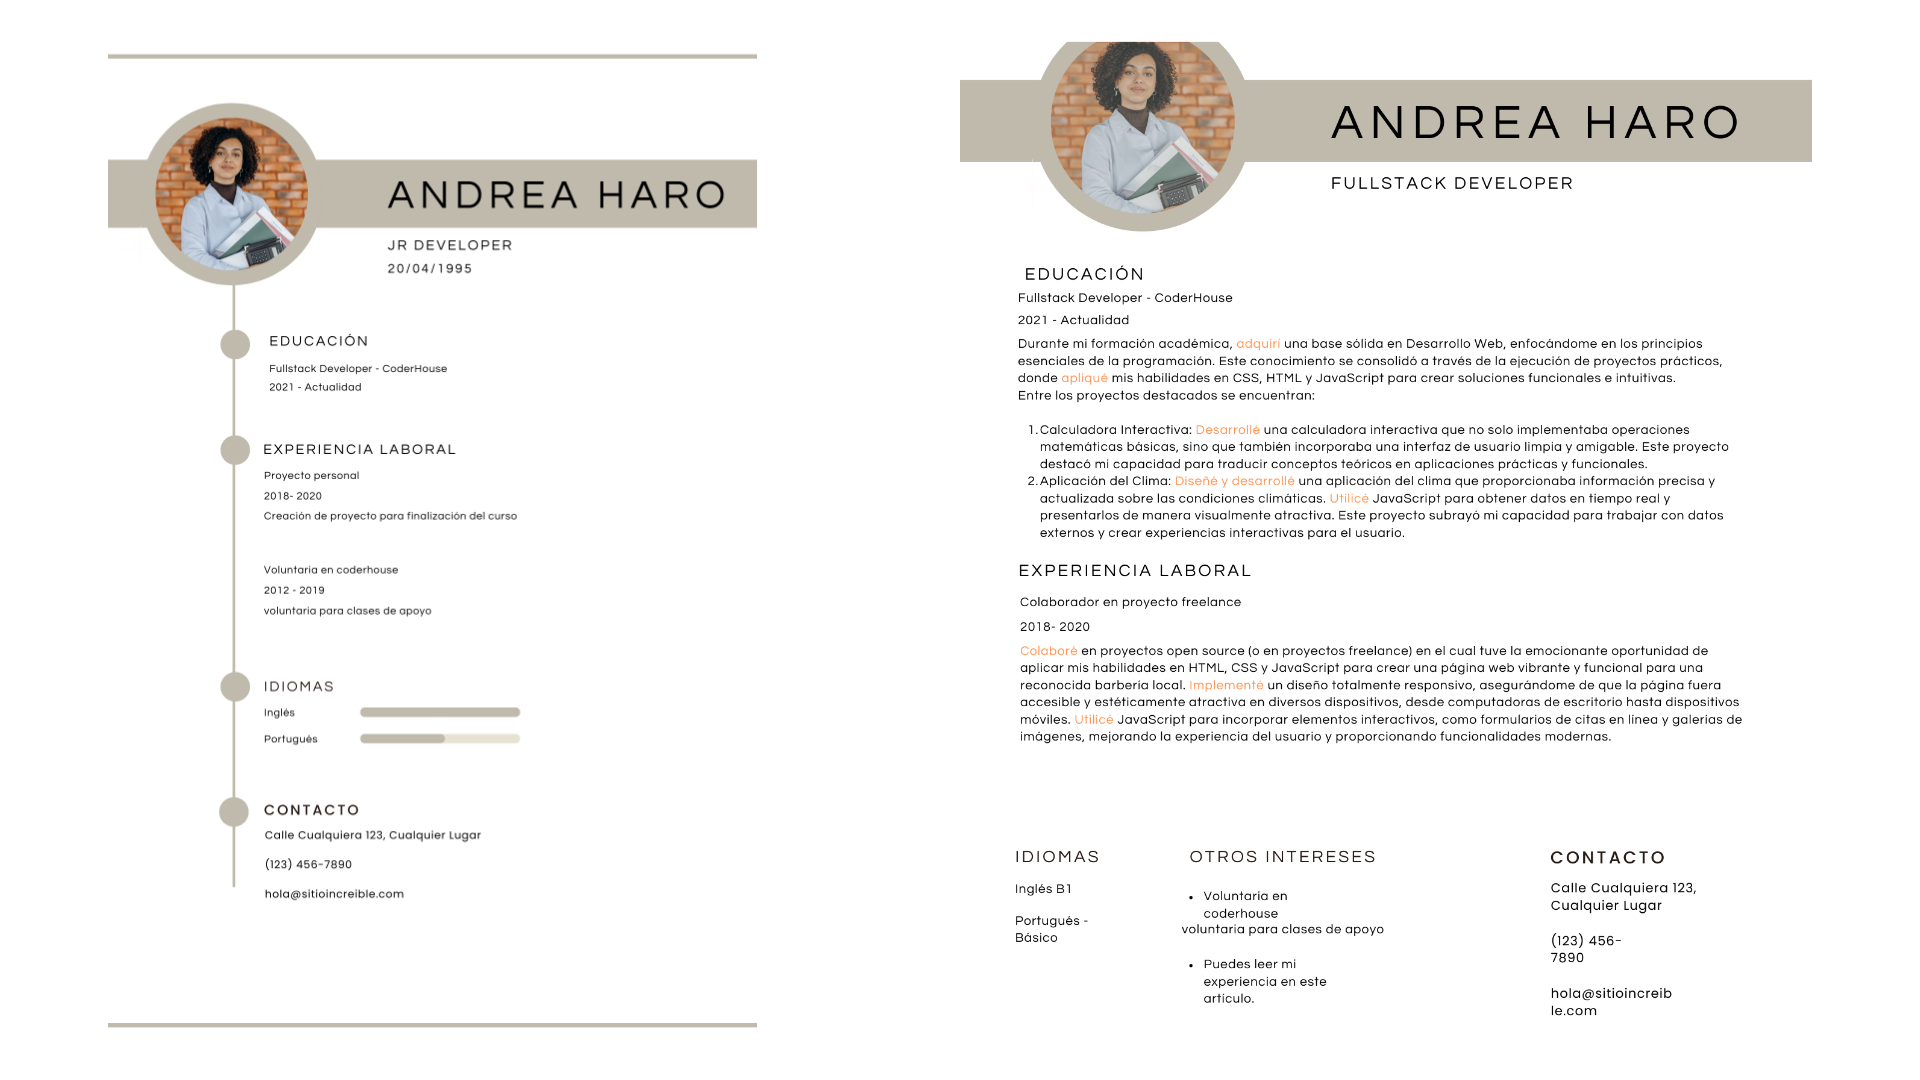 ANDREA HARO
JR DEVELOPER
20/04/1995
EDUCACIÓN
Fullstack Developer - CoderHouse
2021 - Actualidad
EXPERIENCIA LABORAL
Proyecto personal
2018- 2020
Creación de proyecto para finalización del curso
Voluntaria en coderhouse
2012 - 2019
voluntaria para clases de apoyo
IDIOMAS
Inglés
Portugués
CONTACTO
Calle Cualquiera 123, Cualquier Lugar
(123) 456-7890
hola@sitioincreible.com
ANDREA HARO
FULLSTACK DEVELOPER
EDUCACIÓN
Fullstack Developer - CoderHouse
2021 - Actualidad
Durante mi formación académica, adquirí una base sólida en Desarrollo Web, enfocándome en los principios
esenciales de la programación. Este conocimiento se consolidó a través de la ejecución de proyectos prácticos,
donde apliqué mis habilidades en CSS, HTML y JavaScript para crear soluciones funcionales e intuitivas.
Entre los proyectos destacados se encuentran:
1. Calculadora Interactiva: Desarrollé una calculadora interactiva que no solo implementaba operaciones
matemáticas básicas, sino que también incorporaba una interfaz de usuario limpia y amigable. Este proyecto
destacó mi capacidad para traducir conceptos teóricos en aplicaciones prácticas y funcionales.
2. Aplicación del Clima: Diseñé y desarrollé una aplicación del clima que proporcionaba información precisa y
actualizada sobre las condiciones climáticas. Utilicé JavaScript para obtener datos en tiempo real y
presentarlos de manera visualmente atractiva. Este proyecto subrayó mi capacidad para trabajar con datos
externos y crear experiencias interactivas para el usuario.
EXPERIENCIA LABORAL
Colaborador en proyecto freelance
2018- 2020
Colaboré en proyectos open source (o en proyectos freelance) en el cual tuve la emocionante oportunidad de
aplicar mis habilidades en HTML, CSS y JavaScript para crear una página web vibrante y funcional para una
reconocida barberia local. Implementé un diseño totalmente responsivo, asegurándome de que la página fuera
accesible y estéticamente atractiva en diversos dispositivos, desde computadoras de escritorio hasta dispositivos
móviles. Utilicé JavaScript para incorporar elementos interactivos, como formularios de citas en línea y galerías de
imágenes, mejorando la experiencia del usuario y proporcionando funcionalidades modernas.
IDIOMAS
Inglés B1
Portugués -
Básico
OTROS INTERESES
• Voluntaria en
coderhouse
voluntaria para clases de apoyo
• Puedes leer mi
experiencia en este
articulo.
CONTACTO
Calle Cualquiera 123,
Cualquier Lugar
(123) 456-
7890
hola@sitioincreib
le.com